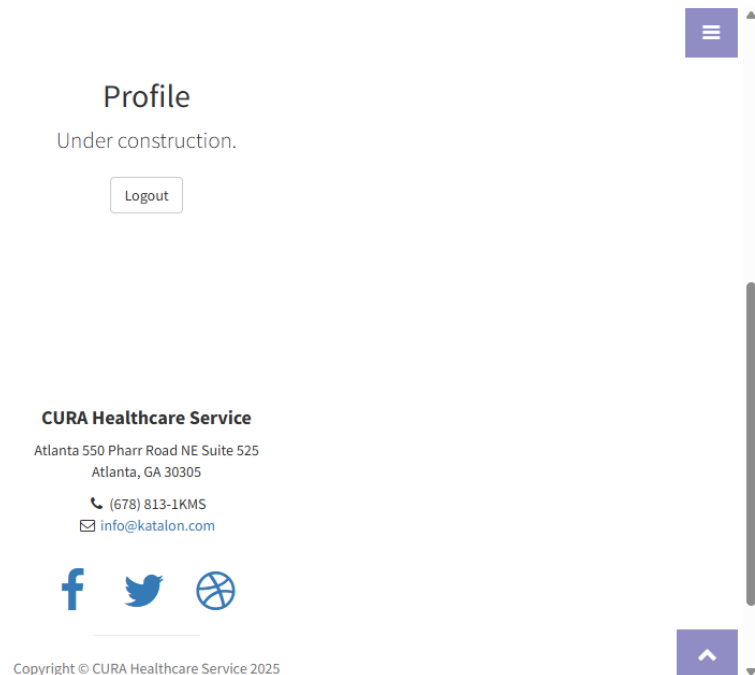 Profile
Under construction.
Logout
CURA Healthcare Service
Atlanta 550 Pharr Road NE Suite 525
Atlanta, GA 30305
(678) 813-1KMS
info@katalon.com
Copyright © CURA Healthcare Service 2025